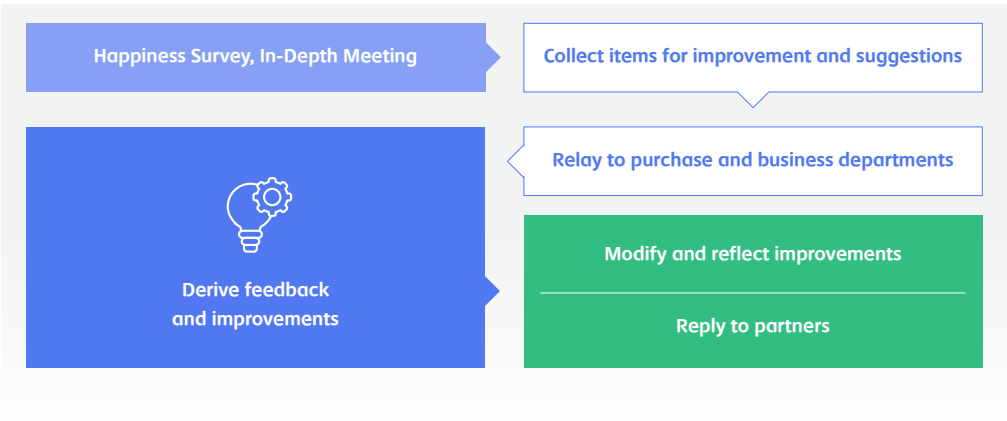 Happiness Survey, In-Depth Meeting
Collect items for improvement and suggestions
Relay to purchase and business departments
Derive feedback
and improvements
Modify and reflect improvements
Reply to partners